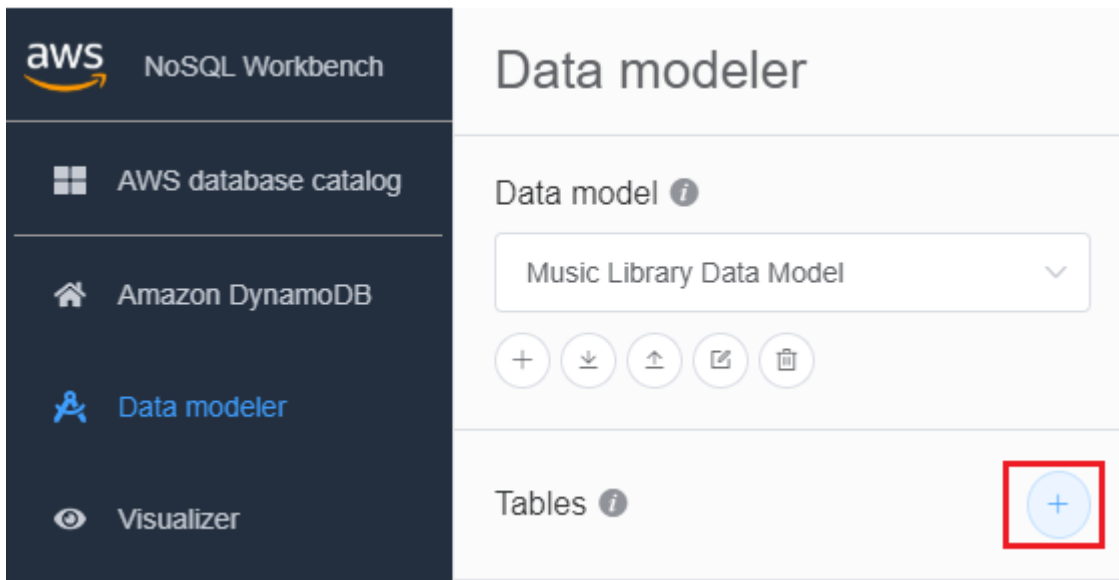 aws
NoSQL Workbench
AWS database catalog
Amazon DynamoDB
Data modeler
Visualizer
Data modeler
Data model
Music Library Data Model
Tables